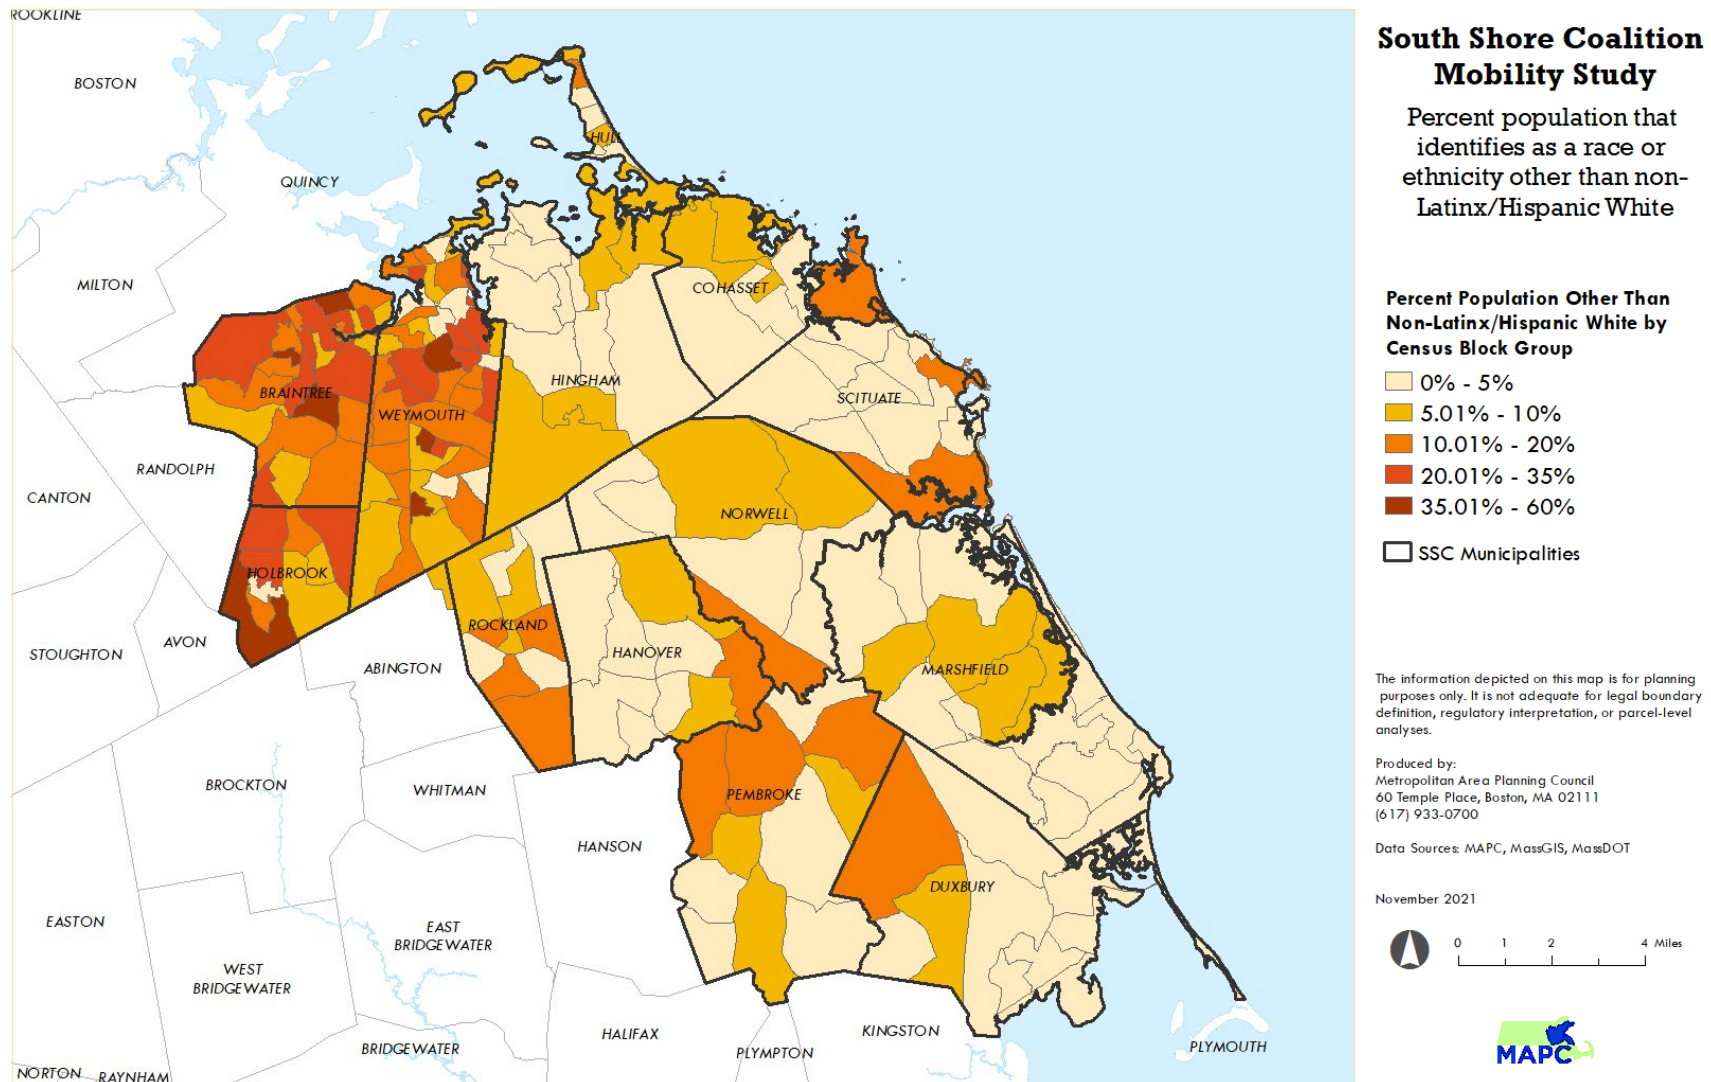 South Shore Coalition
Mobility Study
Percent population that
identifies as a race or
ethnicity other than non-
Latinx/Hispanic White
Percent Population Other Than
Non-Latinx/Hispanic White by
Census Block Group
0% - 5%
5.01% - 10%
10.01% - 20%
20.01% - 35%
35.01% - 60%
SSC Municipalities
The information depicted on this map is for planning
purposes only. It is not adequate for legal boundary
definition, regulatory interpretation, or parcel-level
analyses.
Produced by:
Metropolitan Area Planning Council
60 Temple Place, Boston, MA 02111
(617) 933-0700
Data Sources: MAPC, MassGIS, MassDOT
November 2021
0 1 2 4 Miles
MAPC
ROOKLINE
BOSTON
HULL
QUINCY
MILTON
COHASSET
HINGHAM
BRAINTREE
SCITUATE
WEYMOUTH
RANDOLPH
CANTON
NORWELL
HOLBROOK
ROCKLAND
AVON
STOUGHTON
HANOVER
ABINGTON
MARSHFIELD
BROCKTON
WHITMAN
PEMBROKE
HANSON
DUXBURY
EASTON
EAST
BRIDGEWATER
WEST
BRIDGEWATER
HALIFAX
KINGSTON
BRIDGEWATER
PLYMPTON
PLYMOUTH
NORTON
RAYNHAM